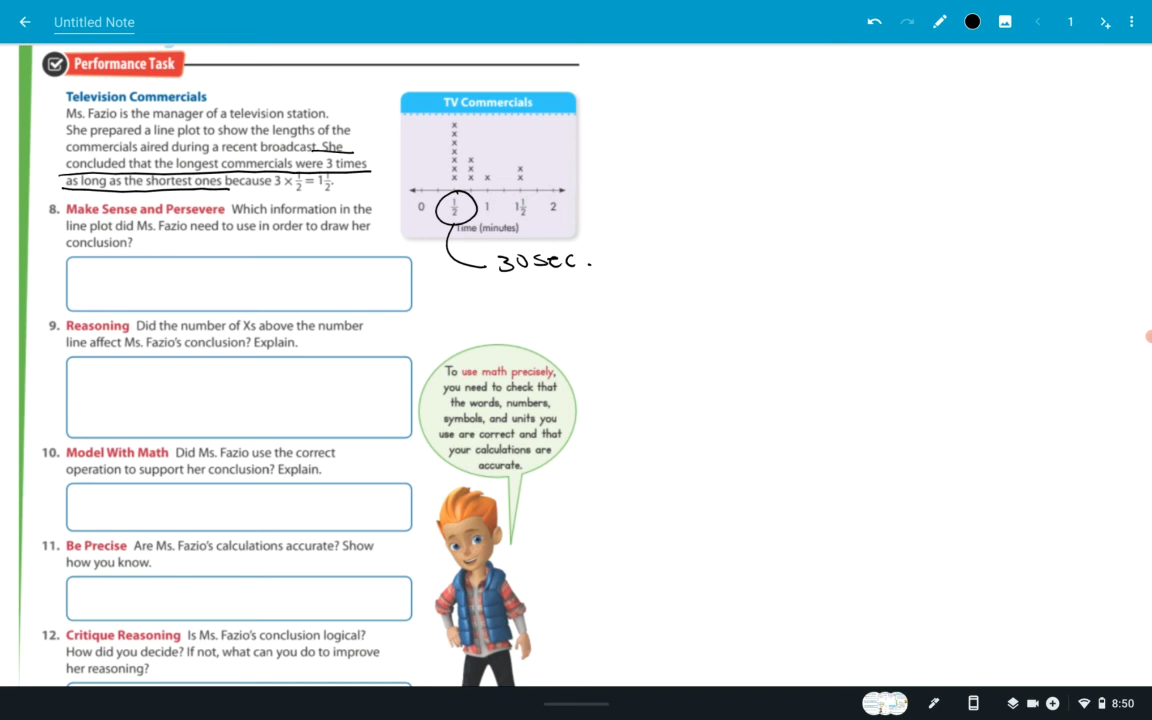 Untitled Note
1
Performance Task
Television Commercials
Ms. Fazio is the manager of a television station.
She prepared a line plot to show the lengths of the
commercials aired during a recent broadcast. She
concluded that the longest commercials were 3 times
as long as the shortest ones because 3 × 1/2 = 1 1/2.
TV Commercials
x
x
x
x
x x
x x x
x x x x
0 1/2 1 1 1/2 2
Time (minutes)
30 sec.
8. Make Sense and Persevere Which information in the
line plot did Ms. Fazio need to use in order to draw her
conclusion?
9. Reasoning Did the number of Xs above the number
line affect Ms. Fazio's conclusion? Explain.
To use math precisely,
you need to check that
the words, numbers,
symbols, and units you
use are correct and that
your calculations are
accurate.
10. Model With Math Did Ms. Fazio use the correct
operation to support her conclusion? Explain.
11. Be Precise Are Ms. Fazio's calculations accurate? Show
how you know.
12. Critique Reasoning Is Ms. Fazio's conclusion logical?
How did you decide? If not, what can you do to improve
her reasoning?
8:50